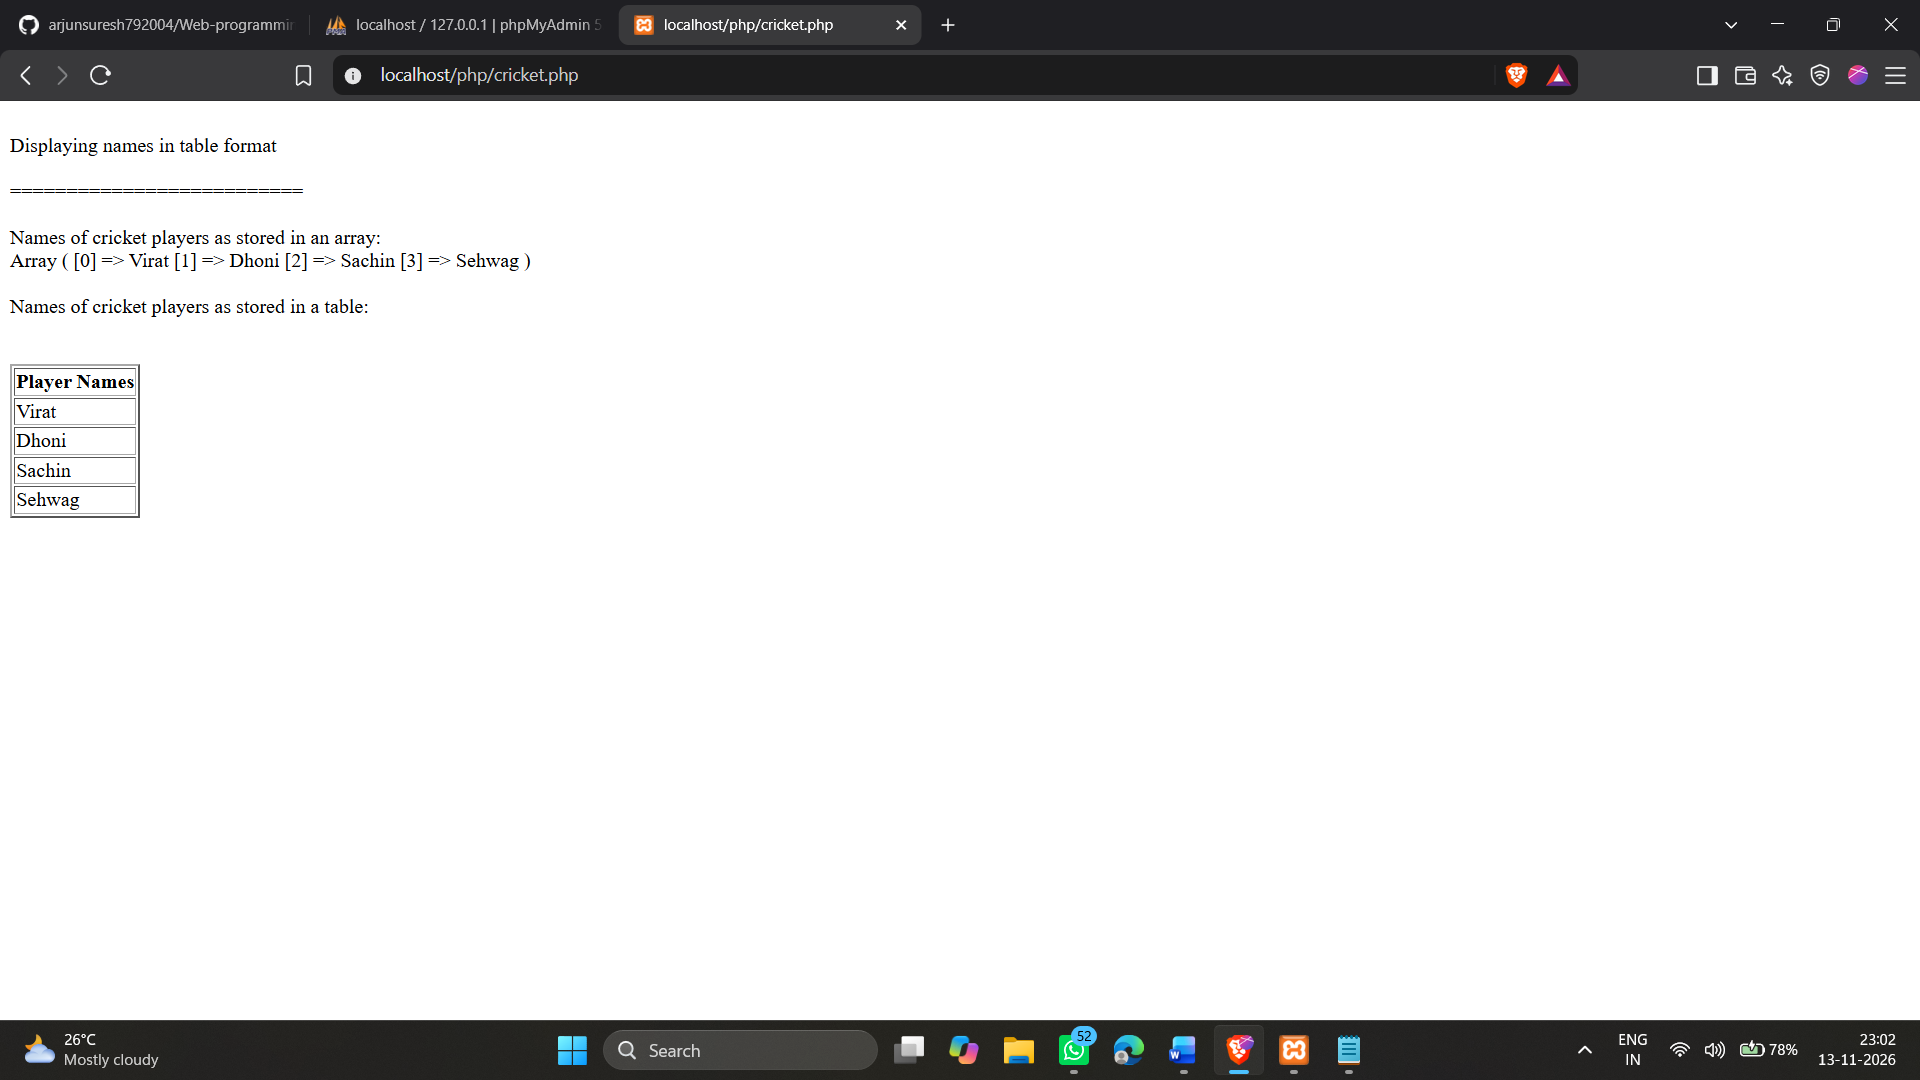 arjunsuresh792004/Web-programmin
localhost / 127.0.0.1 | phpMyAdmin 5
localhost/php/cricket.php
localhost/php/cricket.php
Displaying names in table format
==========================
Names of cricket players as stored in an array:
Array ( [0] => Virat [1] => Dhoni [2] => Sachin [3] => Sehwag )
Names of cricket players as stored in a table:
Player Names
Virat
Dhoni
Sachin
Sehwag
26°C
Mostly cloudy
Search
52
ENG
IN
78%
23:02
13-11-2026